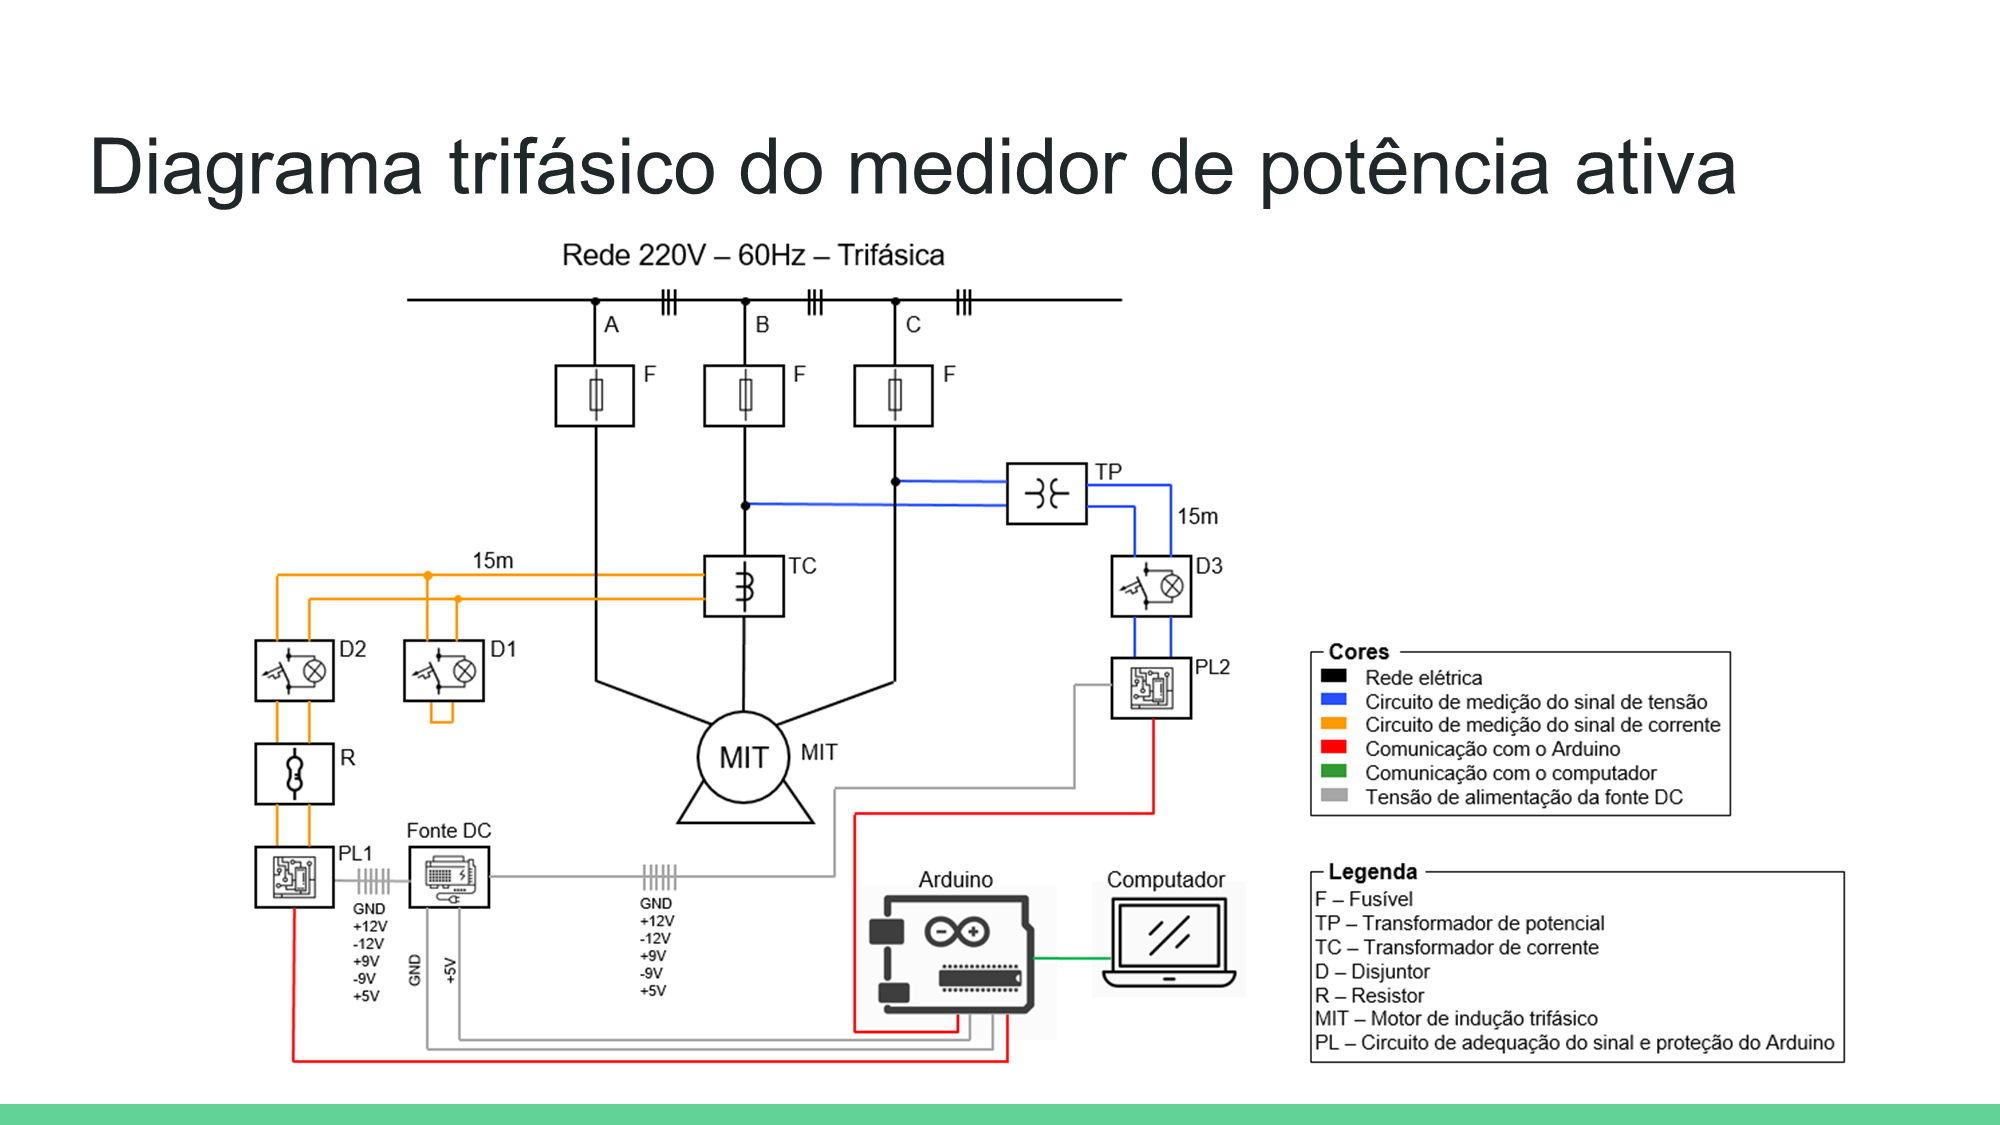 Diagrama trifásico do medidor de potência ativa
Rede 220V – 60Hz – Trifásica
A
B
C
F
F
F
TP
15m
15m
TC
D3
D2
D1
PL2
R
MIT
MIT
Fonte DC
PL1
GND
+12V
-12V
+9V
-9V
+5V
GND
+5V
GND
+12V
-12V
+9V
-9V
+5V
Arduino
Computador
Cores
Rede elétrica
Circuito de medição do sinal de tensão
Circuito de medição do sinal de corrente
Comunicação com o Arduino
Comunicação com o computador
Tensão de alimentação da fonte DC
Legenda
F – Fusível
TP – Transformador de potencial
TC – Transformador de corrente
D – Disjuntor
R – Resistor
MIT – Motor de indução trifásico
PL – Circuito de adequação do sinal e proteção do Arduino